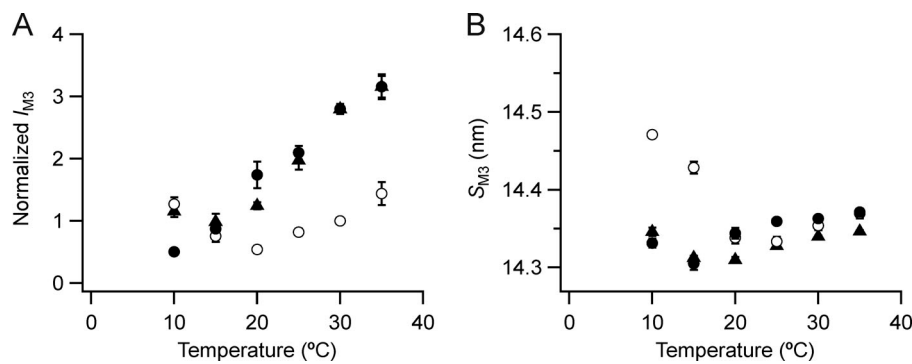 A
Normalized I_M3
4
3
2
1
0
0 10 20 30 40
Temperature (ºC)
B
S_M3 (nm)
14.6
14.5
14.4
14.3
0 10 20 30 40
Temperature (ºC)